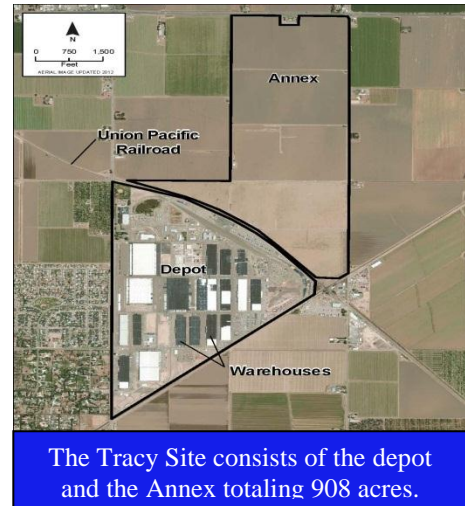 N
0 750 1,500
Feet
AERIAL IMAGE UPDATED 2012
Annex
Union Pacific
Railroad
Depot
Warehouses
The Tracy Site consists of the depot
and the Annex totaling 908 acres.